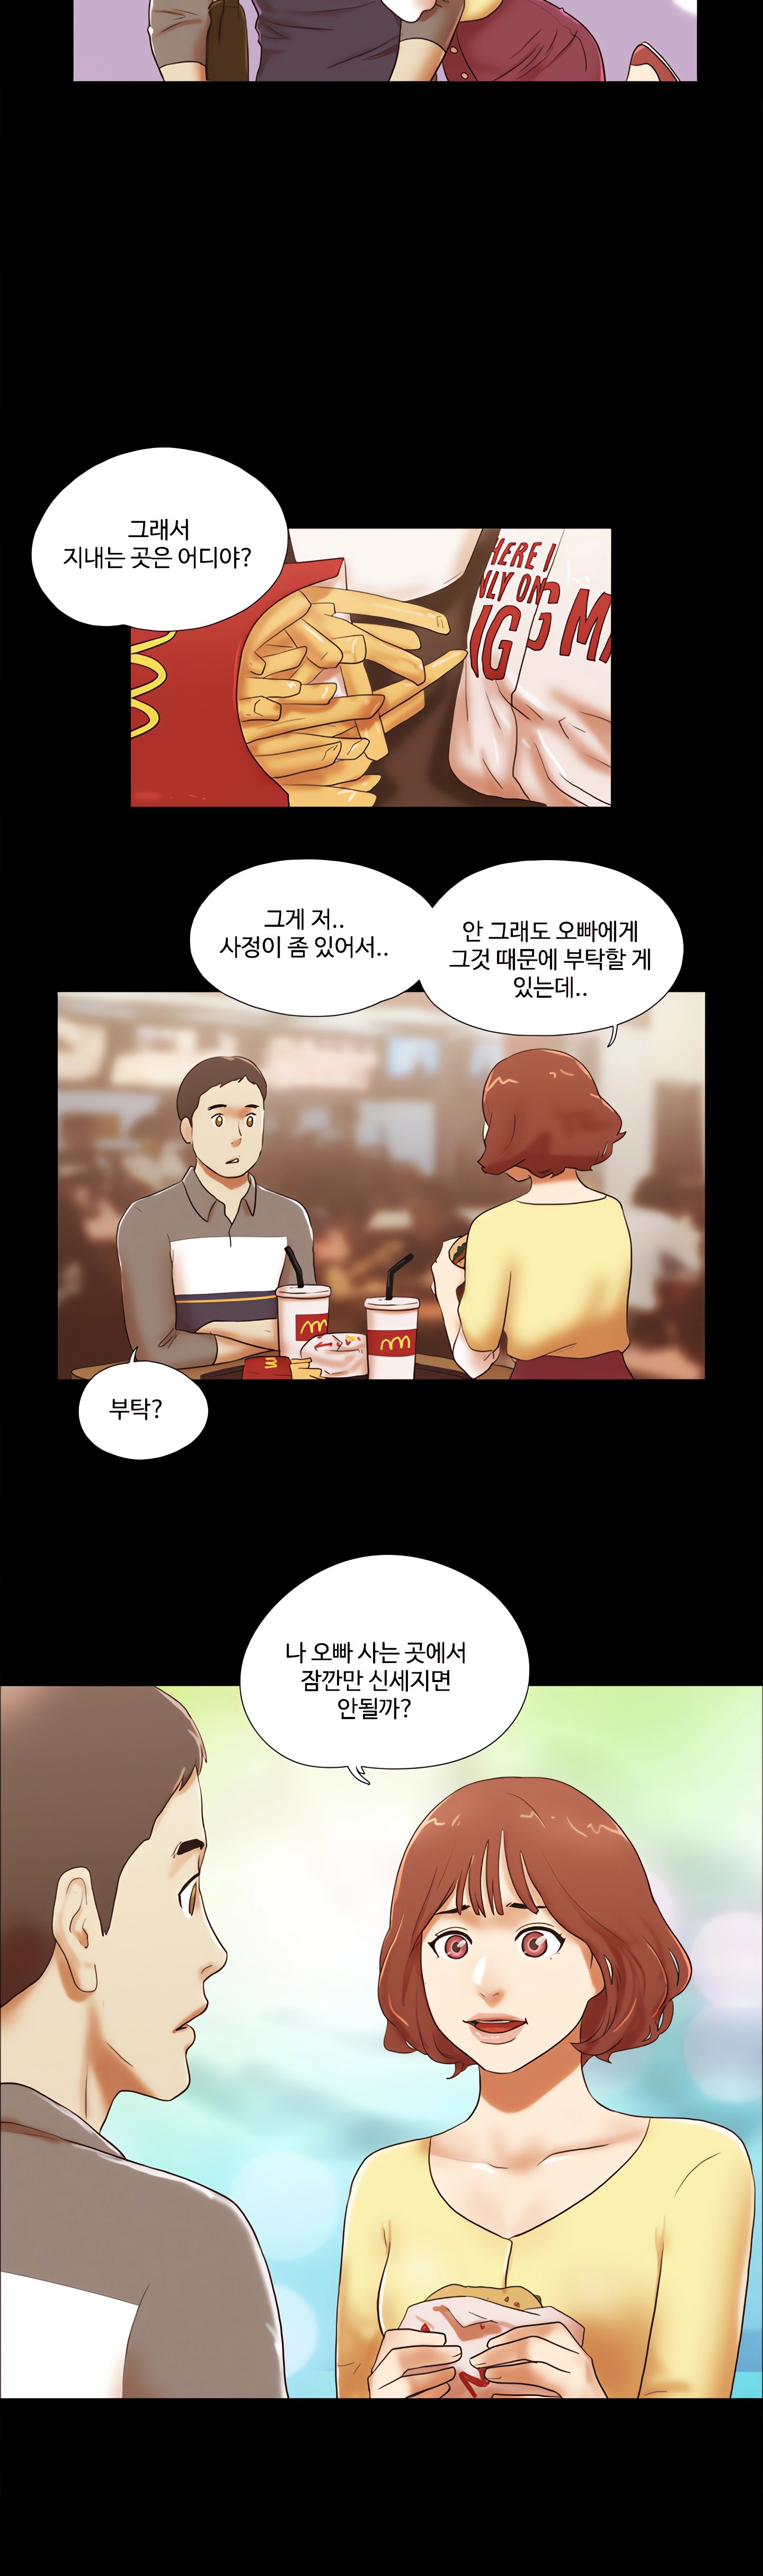 그래서
지내는 곳은 어디야?
HERE I
NLY ON
IG
G MA
그게 저..
사정이 좀 있어서..
안 그래도 오빠에게
그것 때문에 부탁할 게
있는데..
부탁?
나 오빠 사는 곳에서
잠깐만 신세지면
안될까?